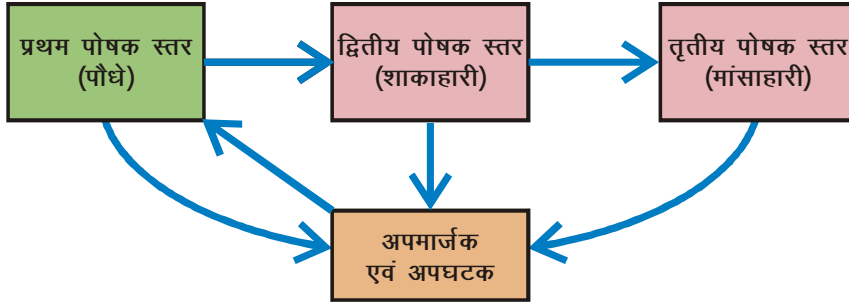 प्रथम पोषक स्तर
(पौधे)
द्वितीय पोषक स्तर
(शाकाहारी)
तृतीय पोषक स्तर
(मांसाहारी)
अपमार्जक
एवं अपघटक